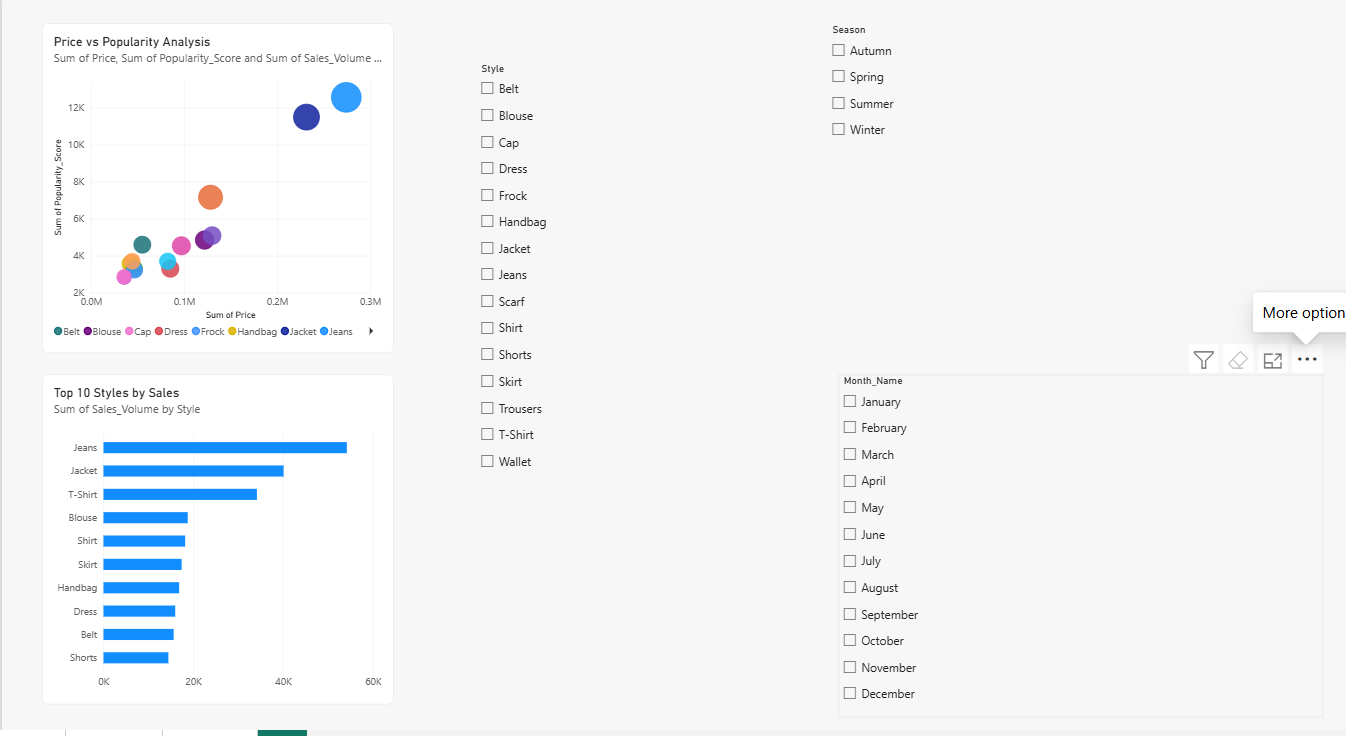 Price vs Popularity Analysis
Sum of Price, Sum of Popularity_Score and Sum of Sales_Volume ...
Sum of Popularity_Score
12K
10K
8K
6K
4K
2K
0.0M 0.1M 0.2M 0.3M
Sum of Price
Belt Blouse Cap Dress Frock Handbag Jacket Jeans
Top 10 Styles by Sales
Sum of Sales_Volume by Style
Jeans
Jacket
T-Shirt
Blouse
Shirt
Skirt
Handbag
Dress
Belt
Shorts
0K 20K 40K 60K
Style
Belt
Blouse
Cap
Dress
Frock
Handbag
Jacket
Jeans
Scarf
Shirt
Shorts
Skirt
Trousers
T-Shirt
Wallet
Season
Autumn
Spring
Summer
Winter
More option
Month_Name
January
February
March
April
May
June
July
August
September
October
November
December